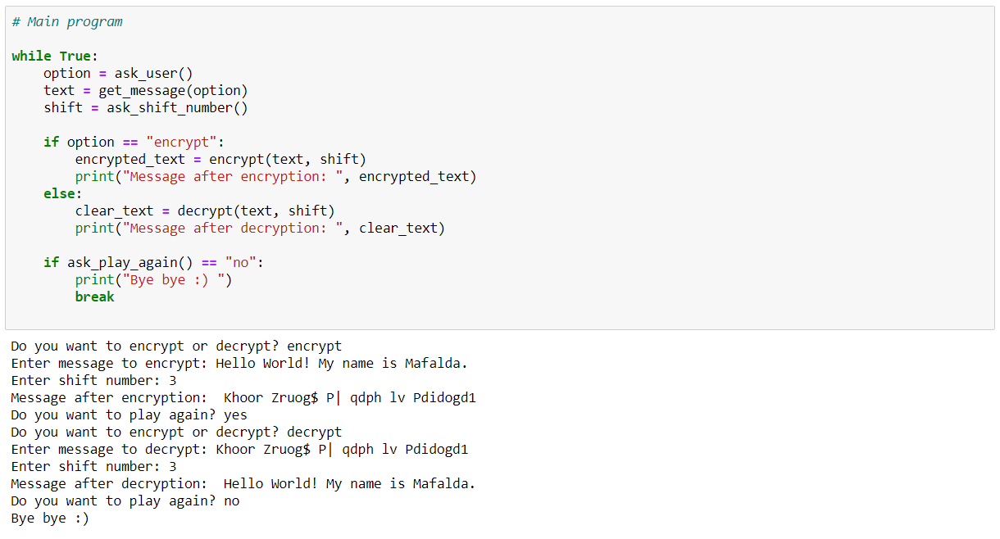 # Main program
while True:
    option = ask_user()
    text = get_message(option)
    shift = ask_shift_number()
    if option == "encrypt":
        encrypted_text = encrypt(text, shift)
        print("Message after encryption: ", encrypted_text)
    else:
        clear_text = decrypt(text, shift)
        print("Message after decryption: ", clear_text)
    if ask_play_again() == "no":
        print("Bye bye :) ")
        break
Do you want to encrypt or decrypt? encrypt
Enter message to encrypt: Hello World! My name is Mafalda.
Enter shift number: 3
Message after encryption:  Khoor Zruog$ P| qdph lv Pdidogd1
Do you want to play again? yes
Do you want to encrypt or decrypt? decrypt
Enter message to decrypt: Khoor Zruog$ P| qdph lv Pdidogd1
Enter shift number: 3
Message after decryption:  Hello World! My name is Mafalda.
Do you want to play again? no
Bye bye :)